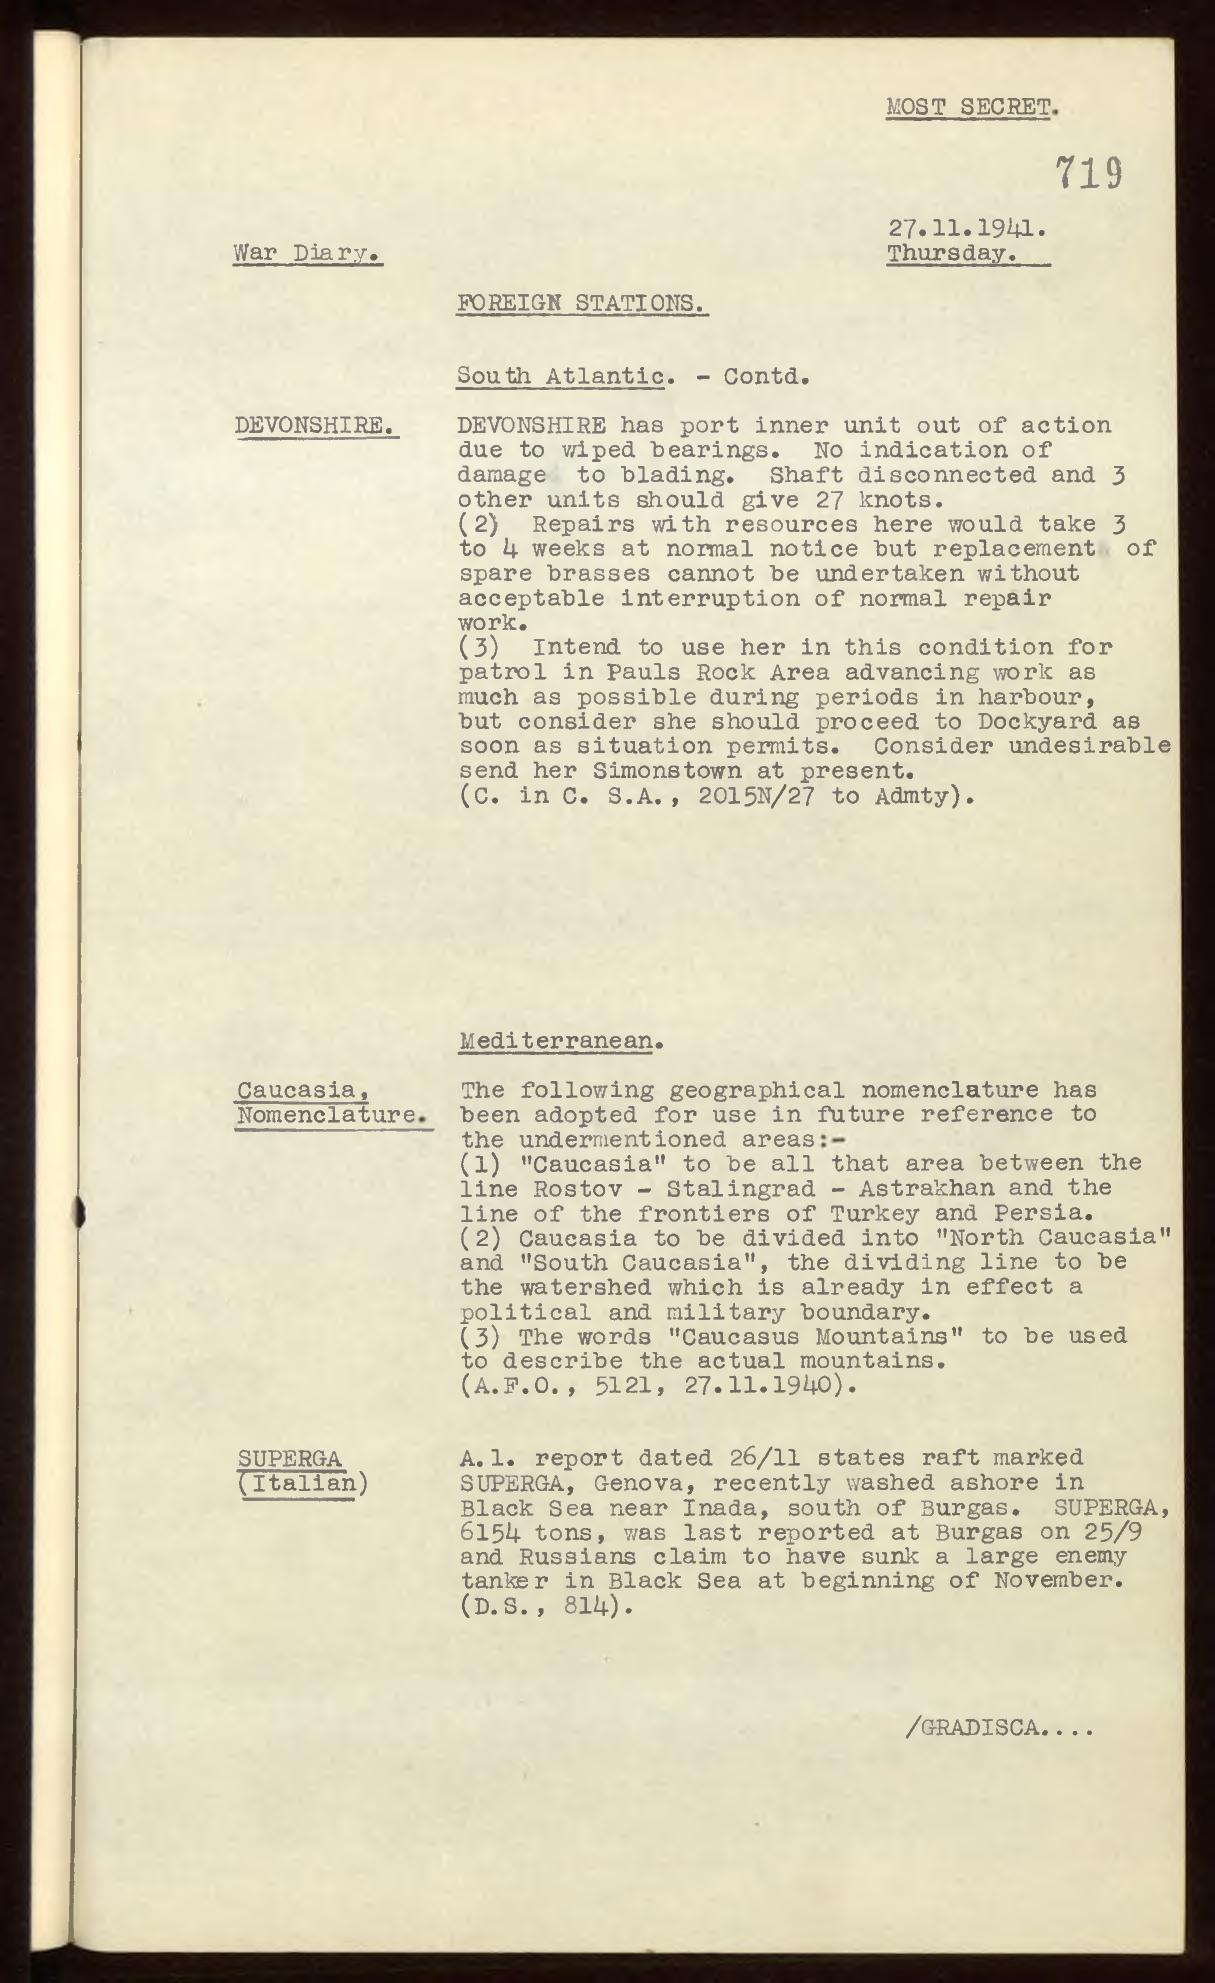 MOST SECRET.
719
27.11.1941.
War Diary.
Thursday.
FOREIGN STATIONS.
South Atlantic. - Contd.
DEVONSHIRE.
DEVONSHIRE has port inner unit out of action
due to wiped bearings. No indication of
damage to blading. Shaft disconnected and 3
other units should give 27 knots.
(2) Repairs with resources here would take 3
to 4 weeks at normal notice but replacement of
spare brasses cannot be undertaken without
acceptable interruption of normal repair
work.
(3) Intend to use her in this condition for
patrol in Pauls Rock Area advancing work as
much as possible during periods in harbour,
but consider she should proceed to Dockyard as
soon as situation permits. Consider undesirable
send her Simonstown at present.
(C. in C. S.A., 2015N/27 to Admty).
Mediterranean.
Caucasia,
Nomenclature.
The following geographical nomenclature has
been adopted for use in future reference to
the undermentioned areas:-
(1) "Caucasia" to be all that area between the
line Rostov - Stalingrad - Astrakhan and the
line of the frontiers of Turkey and Persia.
(2) Caucasia to be divided into "North Caucasia"
and "South Caucasia", the dividing line to be
the watershed which is already in effect a
political and military boundary.
(3) The words "Caucasus Mountains" to be used
to describe the actual mountains.
(A.F.O., 5121, 27.11.1940).
SUPERGA
(Italian)
A.1. report dated 26/11 states raft marked
SUPERGA, Genova, recently washed ashore in
Black Sea near Inada, south of Burgas. SUPERGA,
6154 tons, was last reported at Burgas on 25/9
and Russians claim to have sunk a large enemy
tanker in Black Sea at beginning of November.
(D.S., 814).
/GRADISCA....